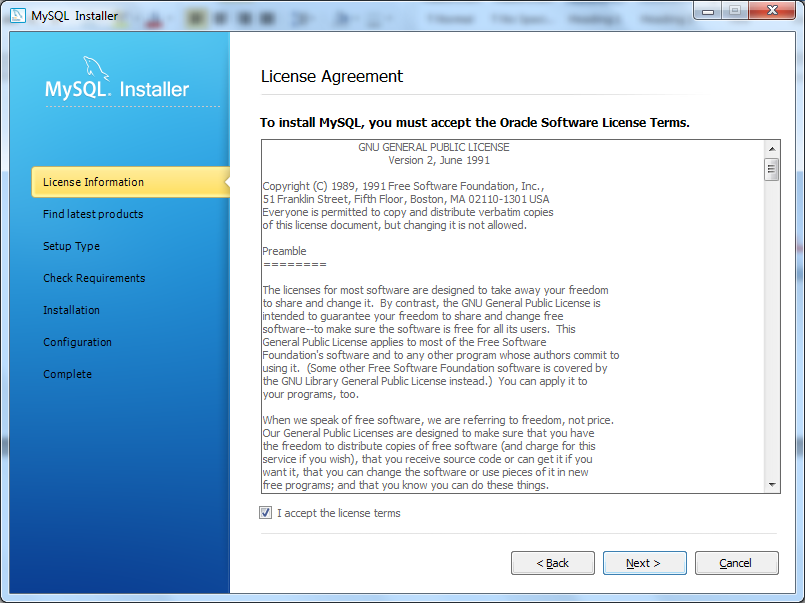 MySQL Installer
MySQL. Installer
License Information
Find latest products
Setup Type
Check Requirements
Installation
Configuration
Complete
License Agreement
To install MySQL, you must accept the Oracle Software License Terms.
GNU GENERAL PUBLIC LICENSE
Version 2, June 1991
Copyright (C) 1989, 1991 Free Software Foundation, Inc.,
51 Franklin Street, Fifth Floor, Boston, MA 02110-1301 USA
Everyone is permitted to copy and distribute verbatim copies
of this license document, but changing it is not allowed.
Preamble
========
The licenses for most software are designed to take away your freedom
to share and change it. By contrast, the GNU General Public License is
intended to guarantee your freedom to share and change free
software--to make sure the software is free for all its users. This
General Public License applies to most of the Free Software
Foundation's software and to any other program whose authors commit to
using it. (Some other Free Software Foundation software is covered by
the GNU Library General Public License instead.) You can apply it to
your programs, too.
When we speak of free software, we are referring to freedom, not price.
Our General Public Licenses are designed to make sure that you have
the freedom to distribute copies of free software (and charge for this
service if you wish), that you receive source code or can get it if you
want it, that you can change the software or use pieces of it in new
free programs; and that you know you can do these things.
I accept the license terms
< Back
Next >
Cancel